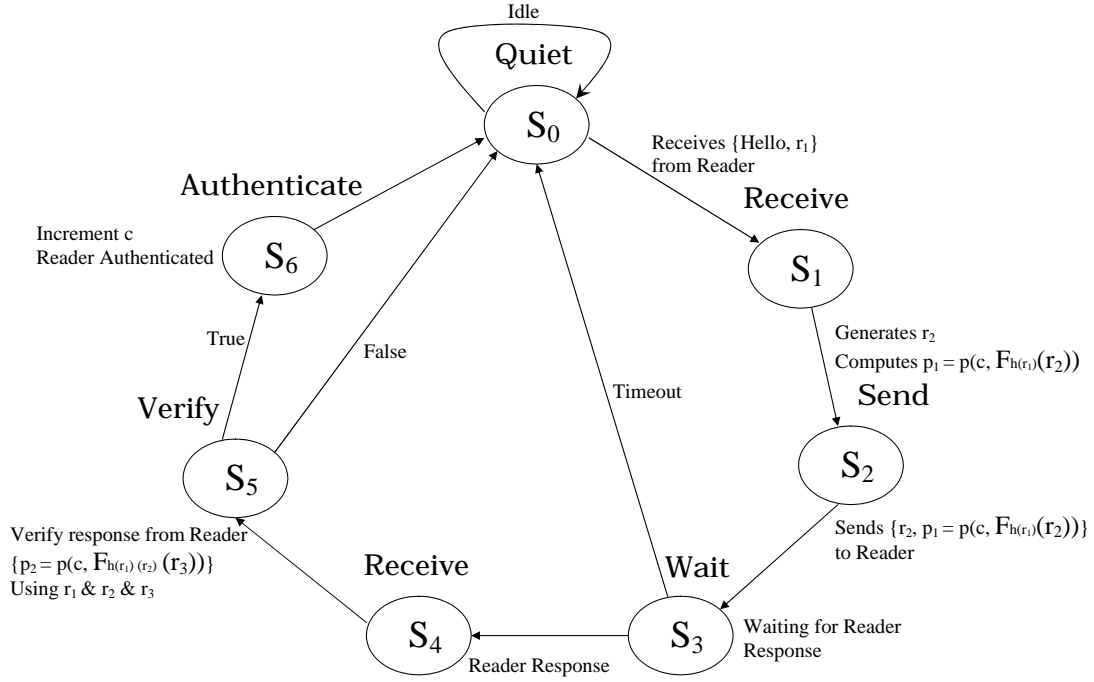 Idle
Quiet
S₀
Receives {Hello, r₁}
from Reader
Authenticate
Receive
Increment c
Reader Authenticated
S₆
S₁
True
False
Generates r₂
Computes p₁ = p(c, F_h(r₁)(r₂))
Timeout
Send
Verify
S₂
S₅
Verify response from Reader
{p₂ = p(c, F_h(r₁) (r₂) (r₃))}
Using r₁ & r₂ & r₃
Sends {r₂, p₁ = p(c, F_h(r₁)(r₂))}
to Reader
Receive
Wait
S₄
S₃
Waiting for Reader
Response
Reader Response